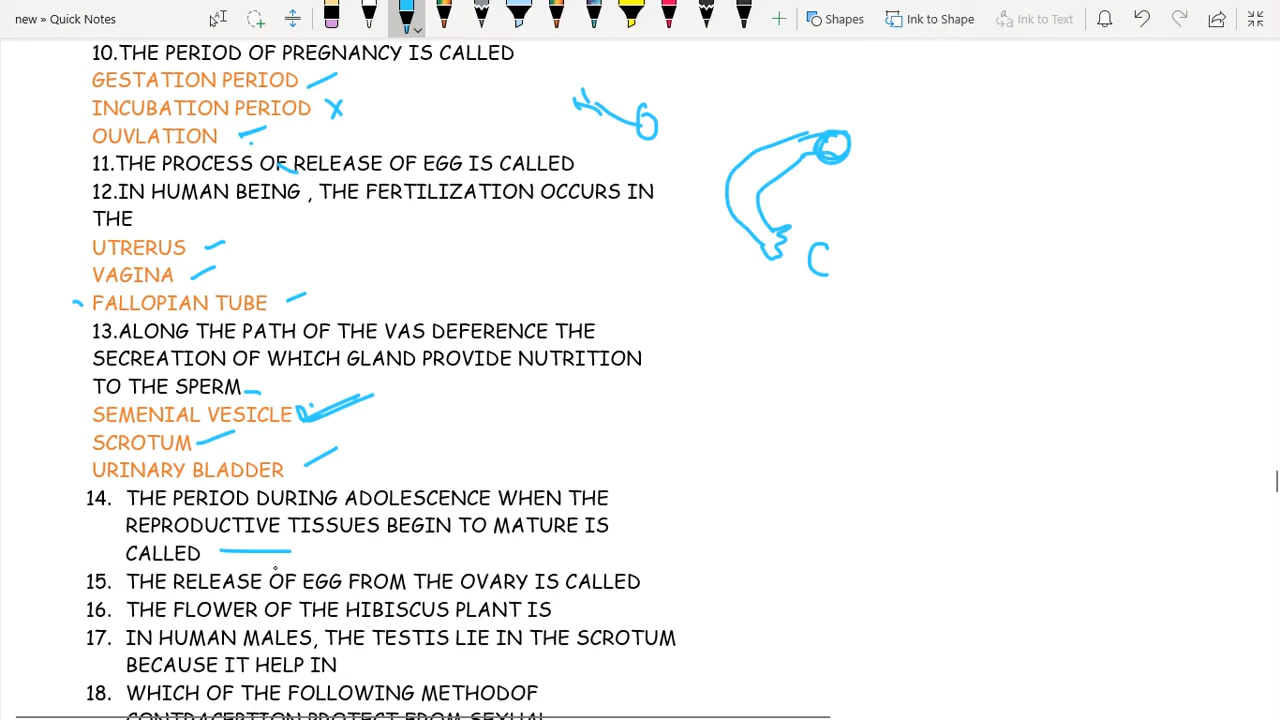 new » Quick Notes
Shapes
Ink to Shape
Ink to Text
10.THE PERIOD OF PREGNANCY IS CALLED
GESTATION PERIOD
INCUBATION PERIOD
OUVLATION
11.THE PROCESS OF RELEASE OF EGG IS CALLED
12.IN HUMAN BEING , THE FERTILIZATION OCCURS IN
THE
UTRERUS
VAGINA
FALLOPIAN TUBE
13.ALONG THE PATH OF THE VAS DEFERENCE THE
SECREATION OF WHICH GLAND PROVIDE NUTRITION
TO THE SPERM
SEMENIAL VESICLE
SCROTUM
URINARY BLADDER
14. THE PERIOD DURING ADOLESCENCE WHEN THE
REPRODUCTIVE TISSUES BEGIN TO MATURE IS
CALLED
15. THE RELEASE OF EGG FROM THE OVARY IS CALLED
16. THE FLOWER OF THE HIBISCUS PLANT IS
17. IN HUMAN MALES, THE TESTIS LIE IN THE SCROTUM
BECAUSE IT HELP IN
18. WHICH OF THE FOLLOWING METHODOF
CONTRACEPTION PROTECT FROM SEXUAL